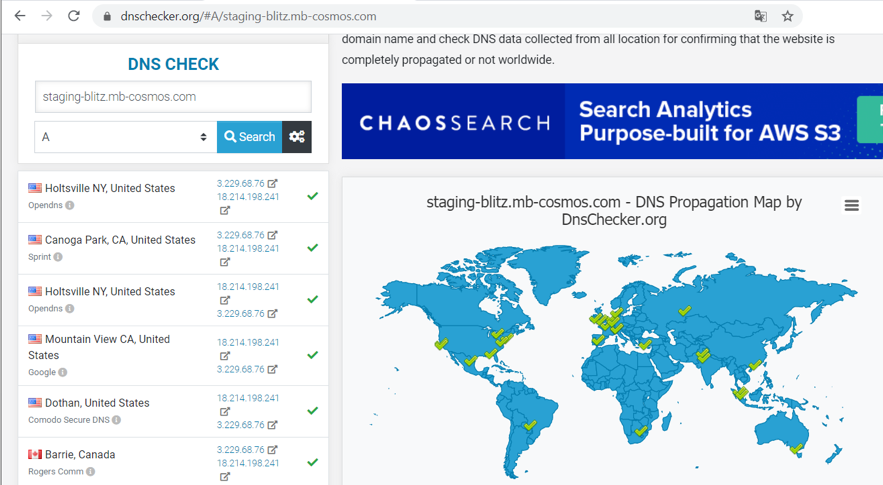 dnschecker.org/#A/staging-blitz.mb-cosmos.com
DNS CHECK
staging-blitz.mb-cosmos.com
A
Search
Holtsville NY, United States
Opendns
3.229.68.76
18.214.198.241
Canoga Park, CA, United States
Sprint
3.229.68.76
18.214.198.241
Holtsville NY, United States
Opendns
18.214.198.241
3.229.68.76
Mountain View CA, United
States
Google
18.214.198.241
3.229.68.76
Dothan, United States
Comodo Secure DNS
18.214.198.241
3.229.68.76
Barrie, Canada
Rogers Comm
3.229.68.76
18.214.198.241
domain name and check DNS data collected from all location for confirming that the website is
completely propagated or not worldwide.
CHAOSSEARCH
Search Analytics
Purpose-built for AWS S3
staging-blitz.mb-cosmos.com - DNS Propagation Map by
DnsChecker.org